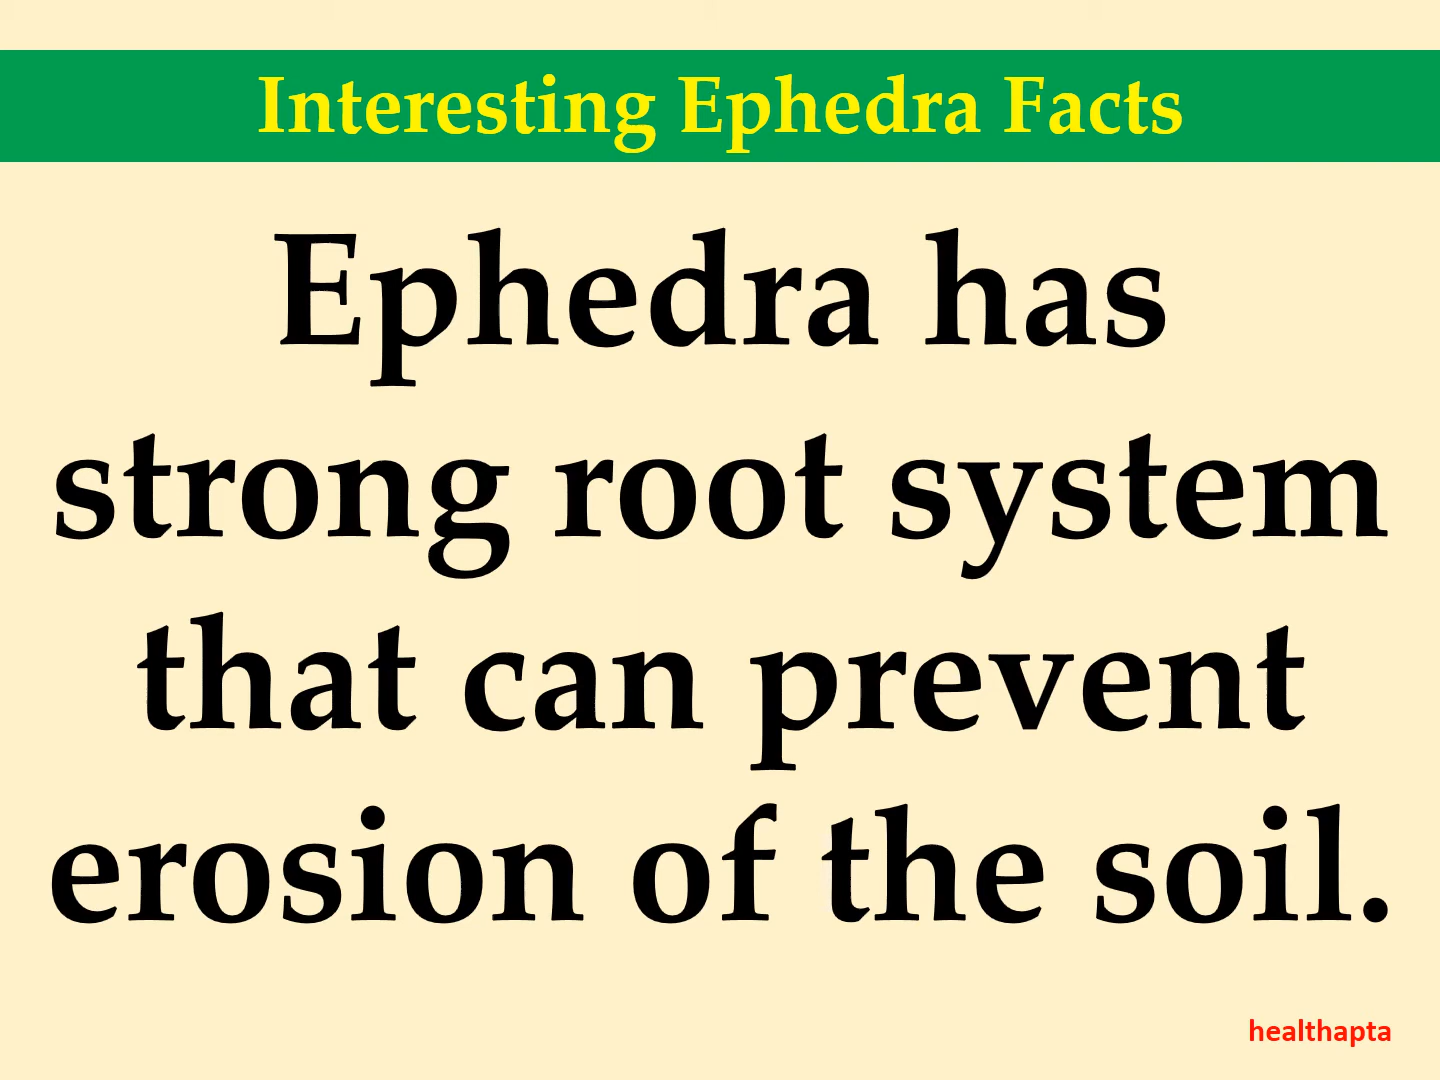 Interesting Ephedra Facts
Ephedra has
strong root system
that can prevent
erosion of the soil.
healthapta